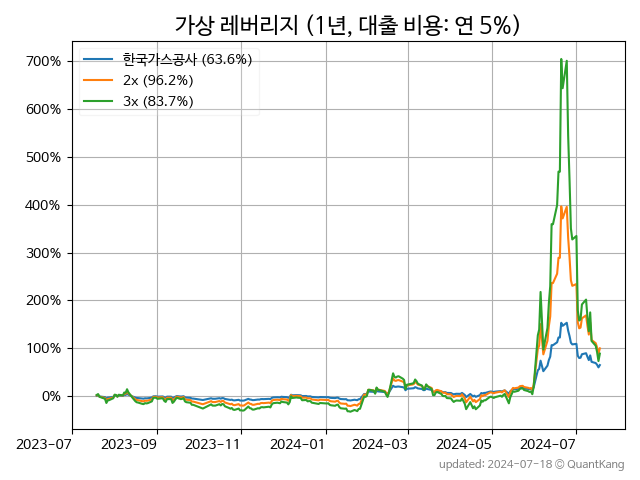 가상 레버리지 (1년, 대출 비용: 연 5%)
한국가스공사 (63.6%)
2x (96.2%)
3x (83.7%)
700%
600%
500%
400%
300%
200%
100%
0%
2023-07 2023-09 2023-11 2024-01 2024-03 2024-05 2024-07
updated: 2024-07-18 @ QuantKang